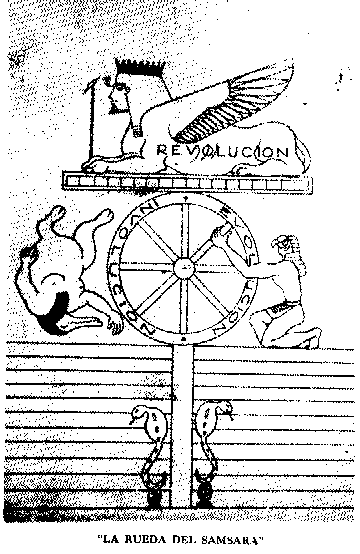 REVOLUCION
INVOLUCION
EVOLUCION
"LA RUEDA DEL SAMSARA"